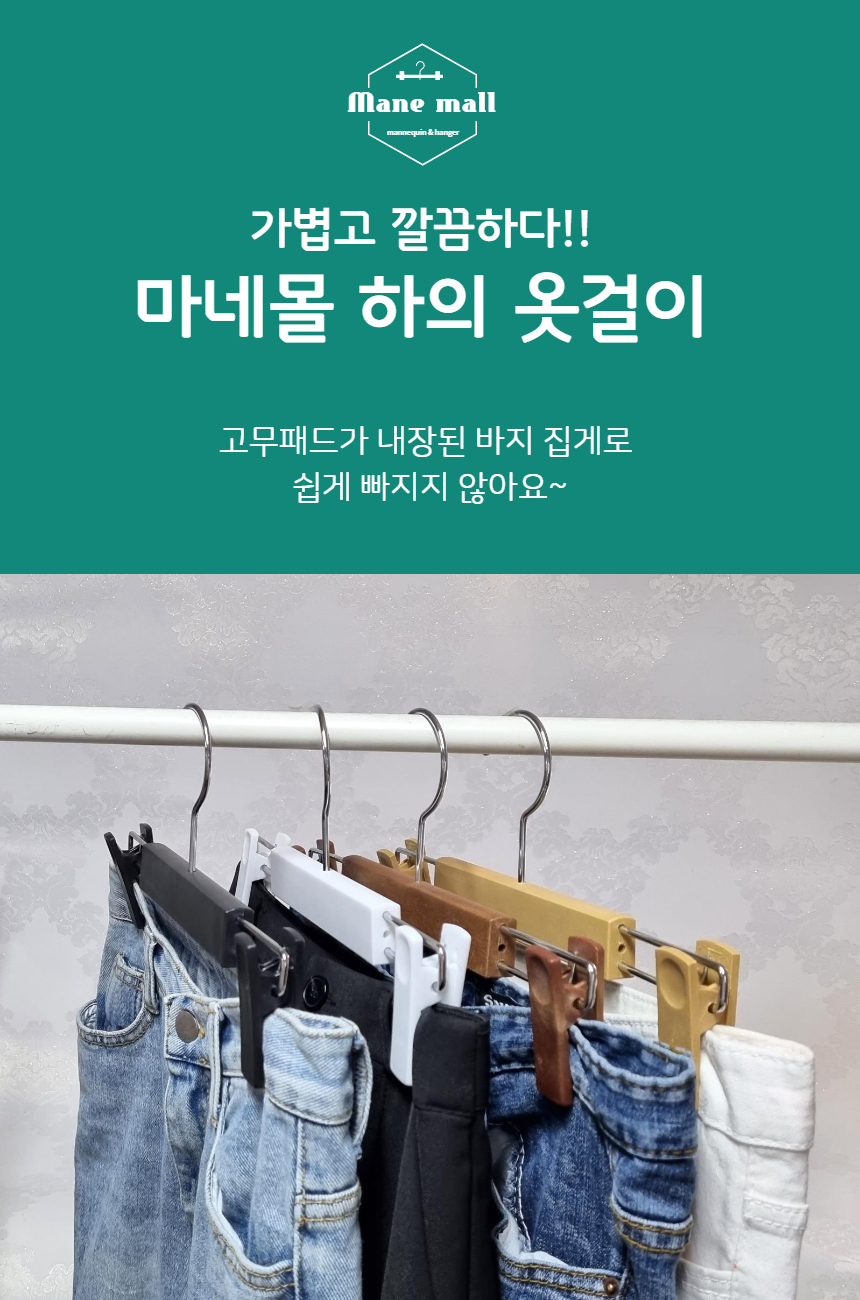 Mane mall
mannequin & hanger
가볍고 깔끔하다!!
마네몰 하의 옷걸이
고무패드가 내장된 바지 집게로
쉽게 빠지지 않아요~